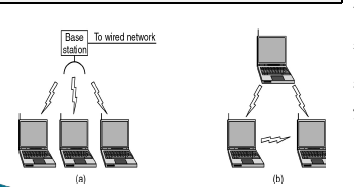 Base To wired network
station
(a) (b)